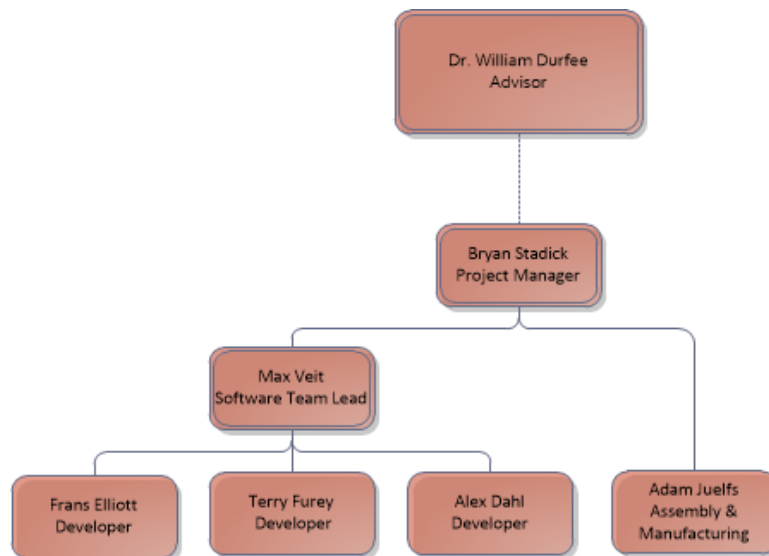 Dr. William Durfee
Advisor
Bryan Stadick
Project Manager
Max Veit
Software Team Lead
Frans Elliott
Developer
Terry Furey
Developer
Alex Dahl
Developer
Adam Juelfs
Assembly &
Manufacturing